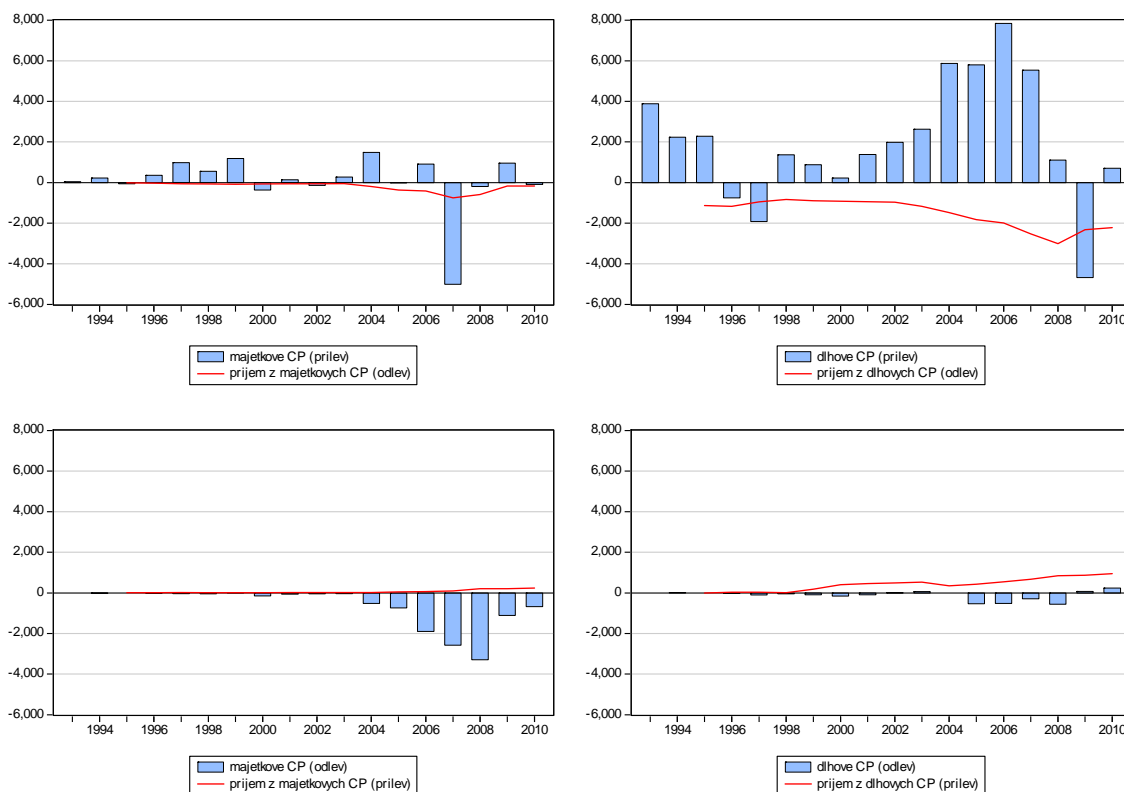 8,000
6,000
4,000
2,000
0
-2,000
-4,000
-6,000
1994 1996 1998 2000 2002 2004 2006 2008 2010
majetkove CP (prilev)
prijem z majetkovych CP (odlev)
8,000
6,000
4,000
2,000
0
-2,000
-4,000
-6,000
1994 1996 1998 2000 2002 2004 2006 2008 2010
dlhove CP (prilev)
prijem z dlhovych CP (odlev)
8,000
6,000
4,000
2,000
0
-2,000
-4,000
-6,000
1994 1996 1998 2000 2002 2004 2006 2008 2010
majetkove CP (odlev)
prijem z majetkovych CP (prilev)
8,000
6,000
4,000
2,000
0
-2,000
-4,000
-6,000
1994 1996 1998 2000 2002 2004 2006 2008 2010
dlhove CP (odlev)
prijem z dlhovych CP (prilev)